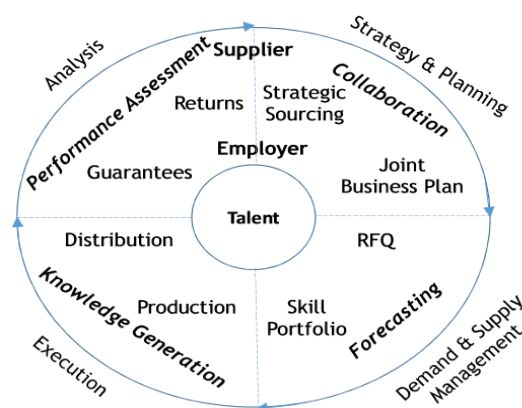 Analysis
Strategy & Planning
Supplier
Performance Assessment
Collaboration
Returns
Strategic
Sourcing
Employer
Guarantees
Joint
Business Plan
Talent
Distribution
RFQ
Knowledge Generation
Production
Skill
Portfolio
Forecasting
Execution
Demand & Supply
Management